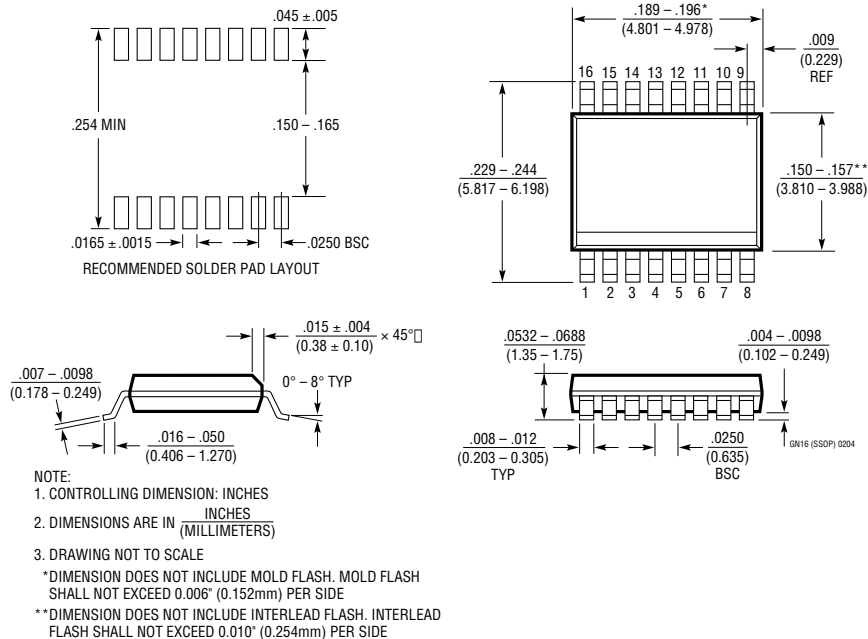 .045 ±.005
.254 MIN
.150 – .165
.0165 ±.0015
.0250 BSC
RECOMMENDED SOLDER PAD LAYOUT
.189 – .196*
(4.801 – 4.978)
.009
(0.229)
REF
16 15 14 13 12 11 10 9
.229 – .244
(5.817 – 6.198)
.150 – .157**
(3.810 – 3.988)
1 2 3 4 5 6 7 8
.015 ± .004
(0.38 ± 0.10)
× 45°
.007 – .0098
(0.178 – 0.249)
0° – 8° TYP
.016 – .050
(0.406 – 1.270)
.0532 – .0688
(1.35 – 1.75)
.004 – .0098
(0.102 – 0.249)
.008 – .012
(0.203 – 0.305)
TYP
.0250
(0.635)
BSC
GN16 (SSOP) 0204
NOTE:
1. CONTROLLING DIMENSION: INCHES
2. DIMENSIONS ARE IN INCHES
(MILLIMETERS)
3. DRAWING NOT TO SCALE
*DIMENSION DOES NOT INCLUDE MOLD FLASH. MOLD FLASH
SHALL NOT EXCEED 0.006" (0.152mm) PER SIDE
**DIMENSION DOES NOT INCLUDE INTERLEAD FLASH. INTERLEAD
FLASH SHALL NOT EXCEED 0.010" (0.254mm) PER SIDE